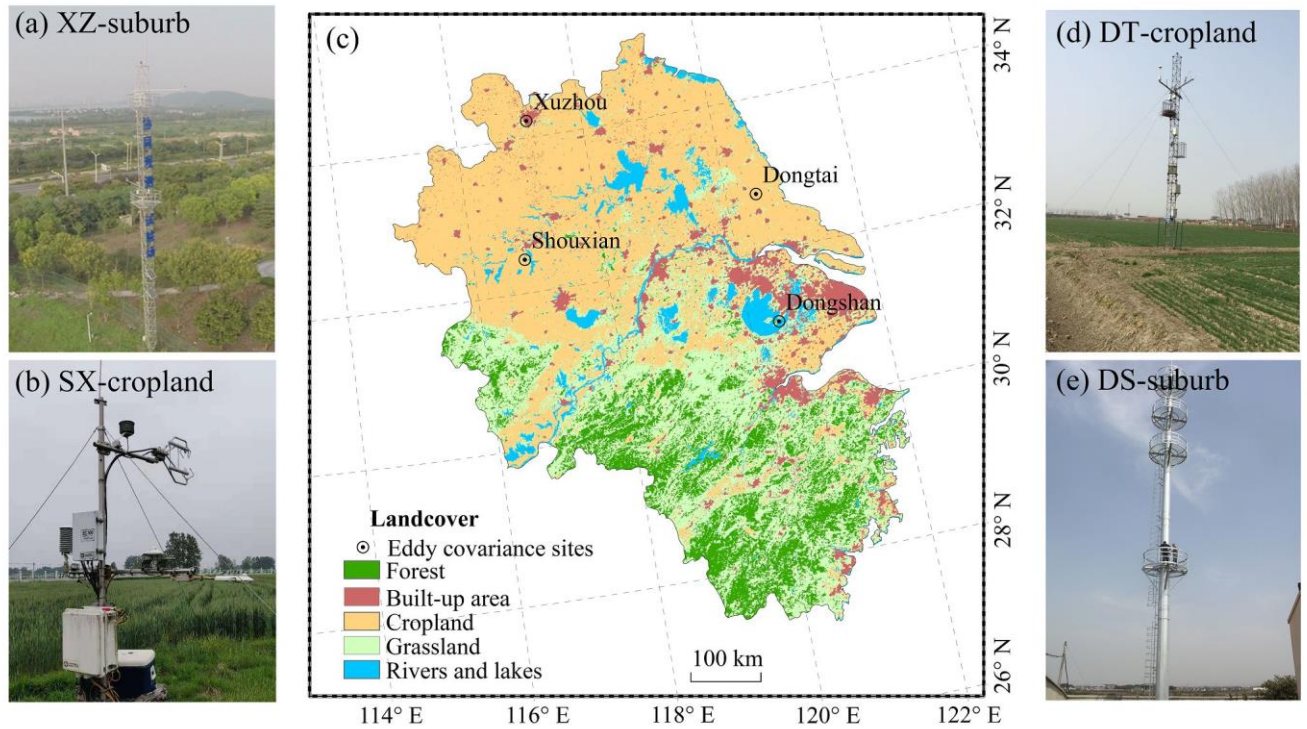 (a) XZ-suburb
(b) SX-cropland
(c)
Xuzhou
Dongtai
Shouxian
Dongshan
Landcover
Eddy covariance sites
Forest
Built-up area
Cropland
Grassland
Rivers and lakes
100 km
114° E
116° E
118° E
120° E
122° E
34° N
32° N
30° N
28° N
26° N
(d) DT-cropland
(e) DS-suburb